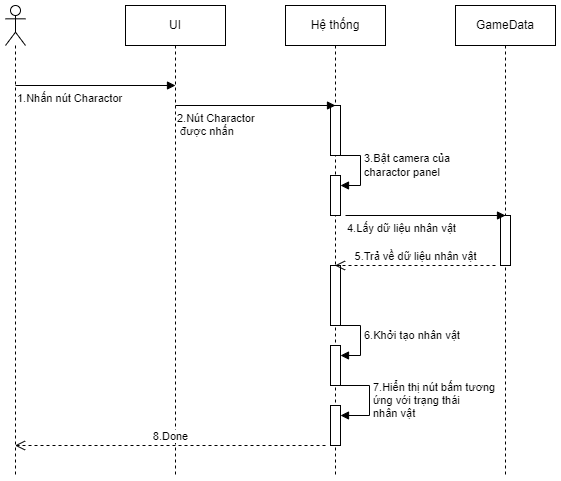 UI
Hệ thống
GameData
1.Nhấn nút Charactor
2.Nút Charactor
được nhấn
3.Bật camera của
charactor panel
4.Lấy dữ liệu nhân vật
5.Trả về dữ liệu nhân vật
6.Khởi tạo nhân vật
7.Hiển thị nút bấm tương
ứng với trạng thái
nhân vật
8.Done